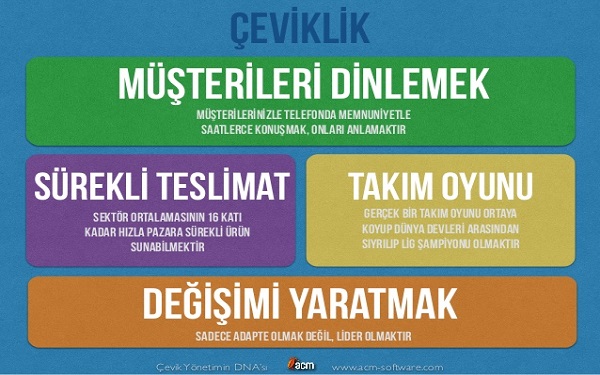 ÇEVİKLİK
MÜŞTERİLERİ DİNLEMEK
MÜŞTERİLERİNİZLE TELEFONDA MEMNUNİYETLE
SAATLERCE KONUŞMAK, ONLARI ANLAMAKTIR
SÜREKLİ TESLİMAT
SEKTÖR ORTALAMASININ 16 KATI
KADAR HIZLA PAZARA SÜREKLİ ÜRÜN
SUNABİLMEKTİR
TAKIM OYUNU
GERÇEK BİR TAKIM OYUNU ORTAYA
KOYUP DÜNYA DEVLERİ ARASINDAN
SIYRILIP LİG ŞAMPİYONU OLMAKTIR
DEĞİŞİMİ YARATMAK
SADECE ADAPTE OLMAK DEĞİL, LİDER OLMAKTIR
Çevik Yönetimin DNA'sı acm www.acm-software.com